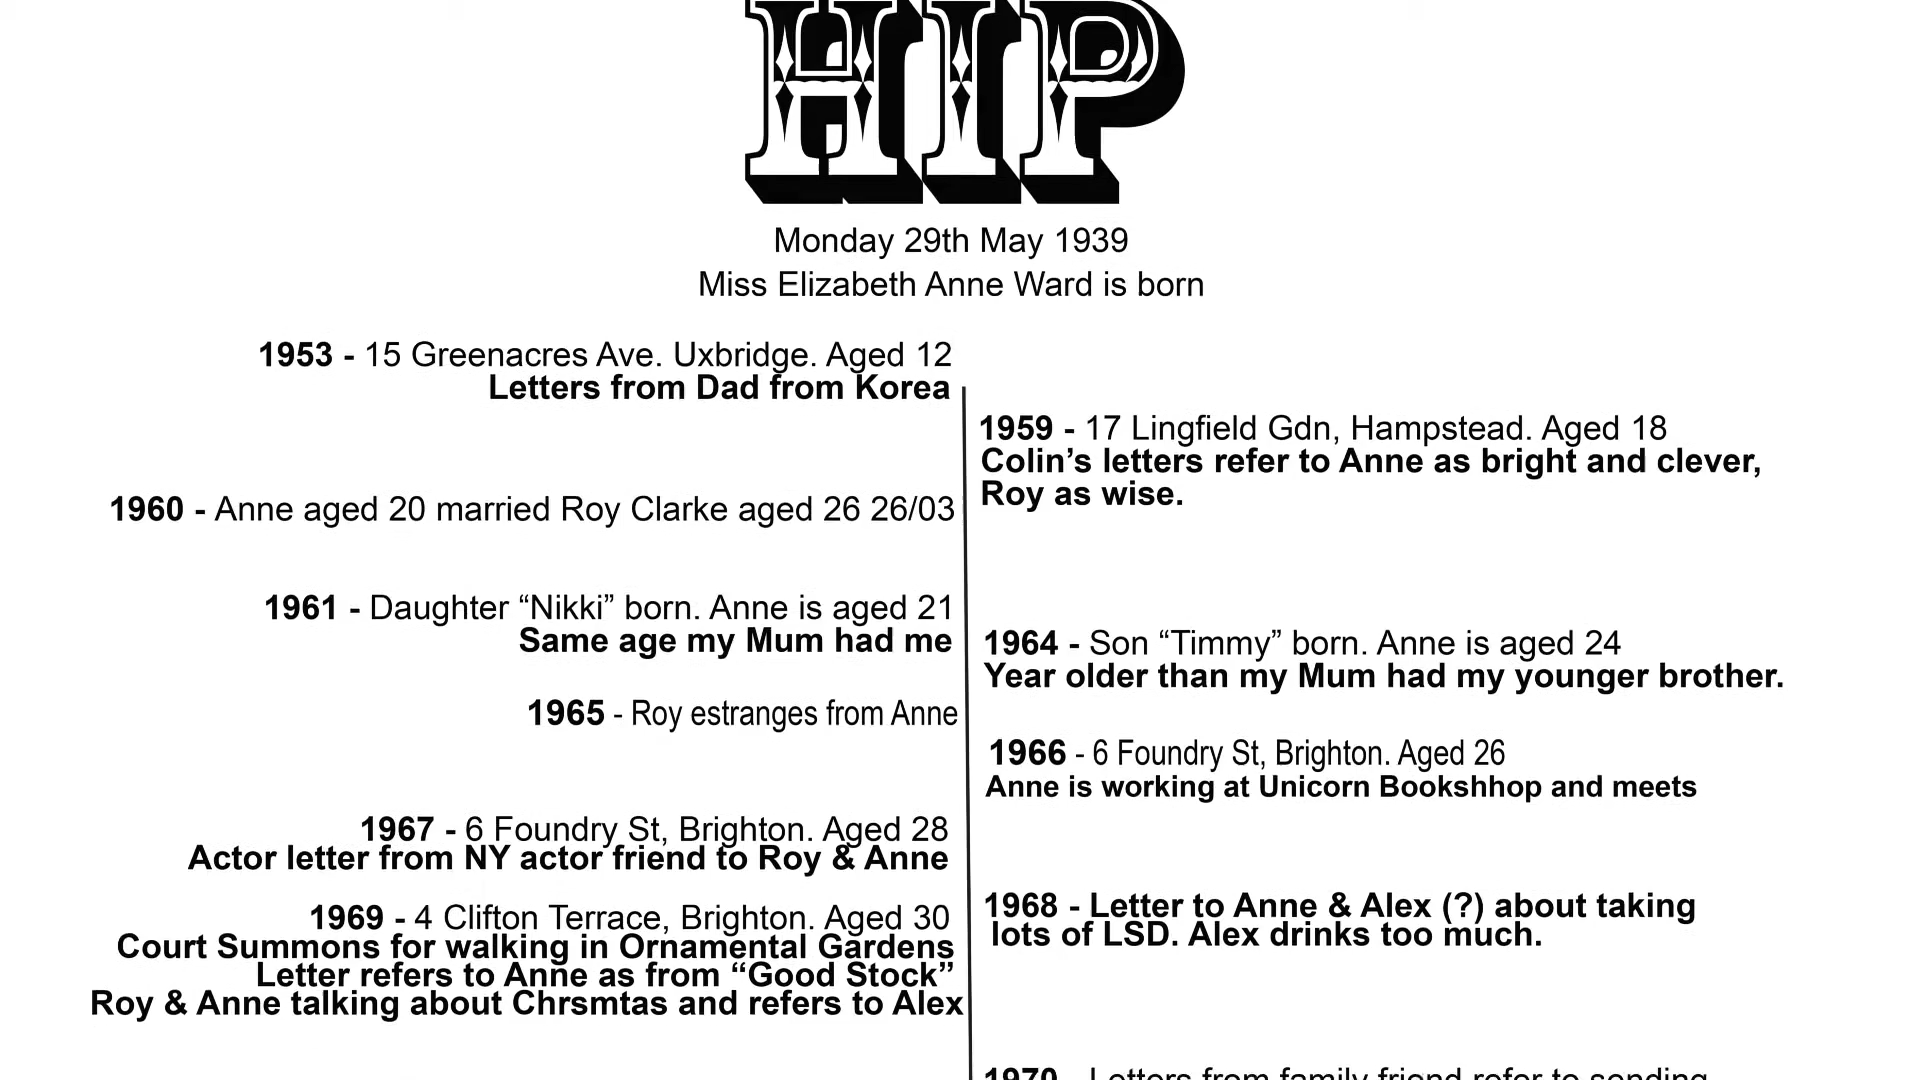 HIP
Monday 29th May 1939
Miss Elizabeth Anne Ward is born
1953 - 15 Greenacres Ave. Uxbridge. Aged 12
Letters from Dad from Korea
1959 - 17 Lingfield Gdn, Hampstead. Aged 18
Colin’s letters refer to Anne as bright and clever,
Roy as wise.
1960 - Anne aged 20 married Roy Clarke aged 26 26/03
1961 - Daughter “Nikki” born. Anne is aged 21
Same age my Mum had me
1964 - Son “Timmy” born. Anne is aged 24
Year older than my Mum had my younger brother.
1965 - Roy estranges from Anne
1966 - 6 Foundry St, Brighton. Aged 26
Anne is working at Unicorn Bookshhop and meets
1967 - 6 Foundry St, Brighton. Aged 28
Actor letter from NY actor friend to Roy & Anne
1968 - Letter to Anne & Alex (?) about taking
lots of LSD. Alex drinks too much.
1969 - 4 Clifton Terrace, Brighton. Aged 30
Court Summons for walking in Ornamental Gardens
Letter refers to Anne as from “Good Stock”
Roy & Anne talking about Chrsmtas and refers to Alex
1970 - Letters from family friend refer to sending